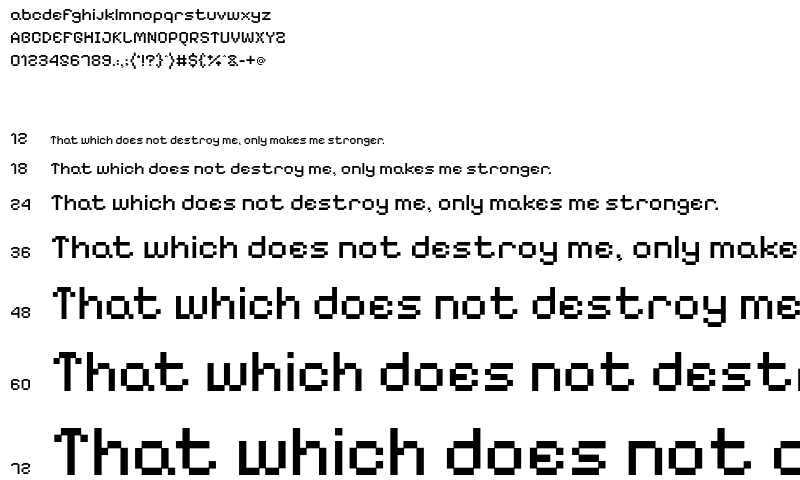 abcdefghijklmnopqrstuvwxyz
ABCDEFGHIJKLMNOPQRSTUVWXYZ
0123456789.:,;(*!?}^)#${%^&-+@
12 That which does not destroy me, only makes me stronger.
18 That which does not destroy me, only makes me stronger.
24 That which does not destroy me, only makes me stronger.
36 That which does not destroy me, only make
48 That which does not destroy me
60 That which does not dest
72 That which does not